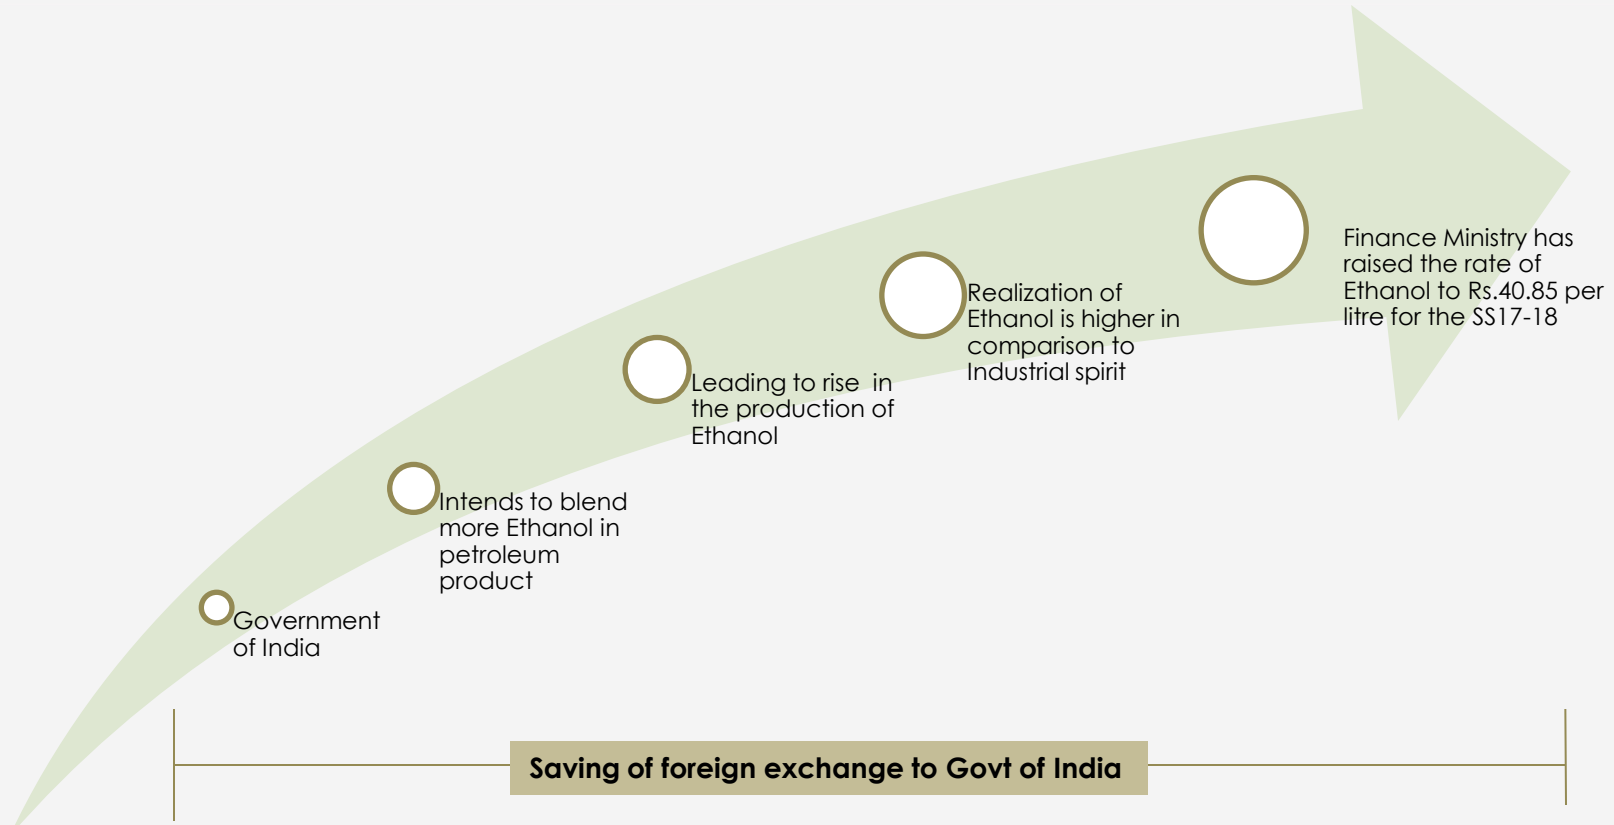 Government
of India
Intends to blend
more Ethanol in
petroleum
product
Leading to rise  in
the production of
Ethanol
Realization of
Ethanol is higher in
comparison to
Industrial spirit
Finance Ministry has
raised the rate of
Ethanol to Rs.40.85 per
litre for the SS17-18
Saving of foreign exchange to Govt of India